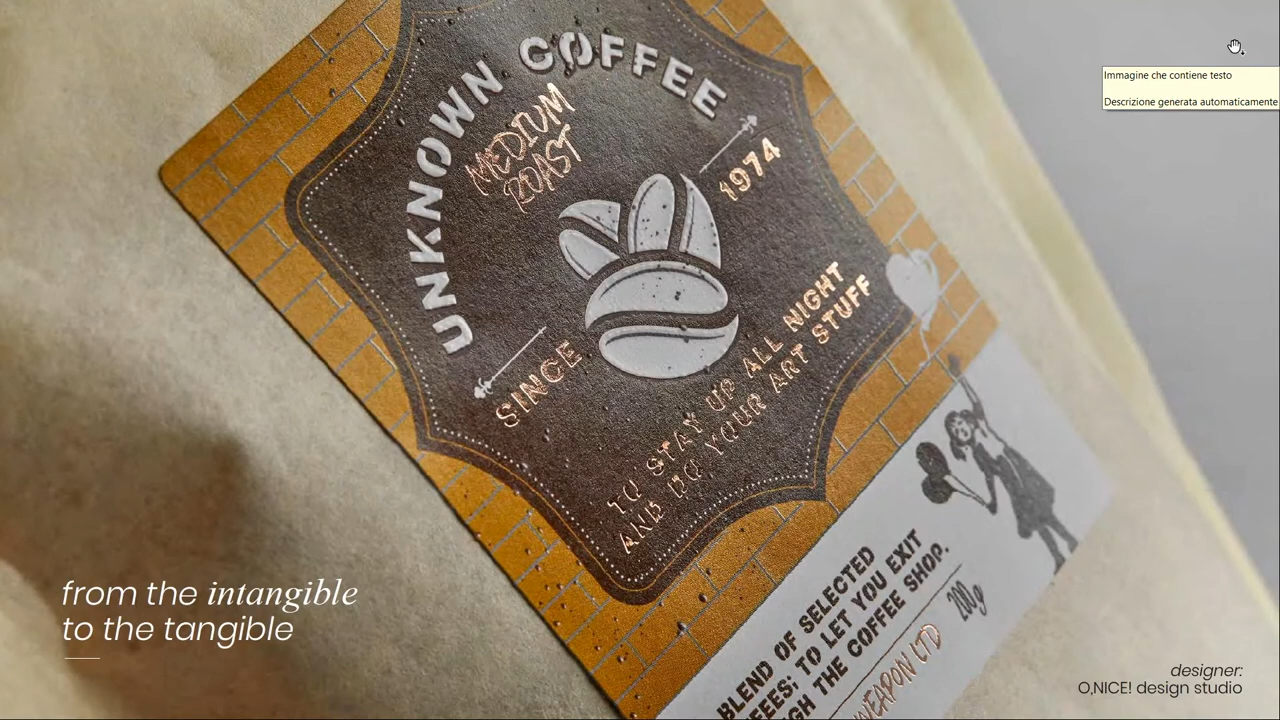 UNKNOWN COFFEE
MEDIUM
ROAST
SINCE
1974
TO STAY UP ALL NIGHT
AND DO YOUR ART STUFF
BLEND OF SELECTED
TO LET YOU EXIT
THE COFFEE SHOP.
200g
LTD
from the intangible
to the tangible
designer:
O,NICE! design studio
Immagine che contiene testo
Descrizione generata automaticamente